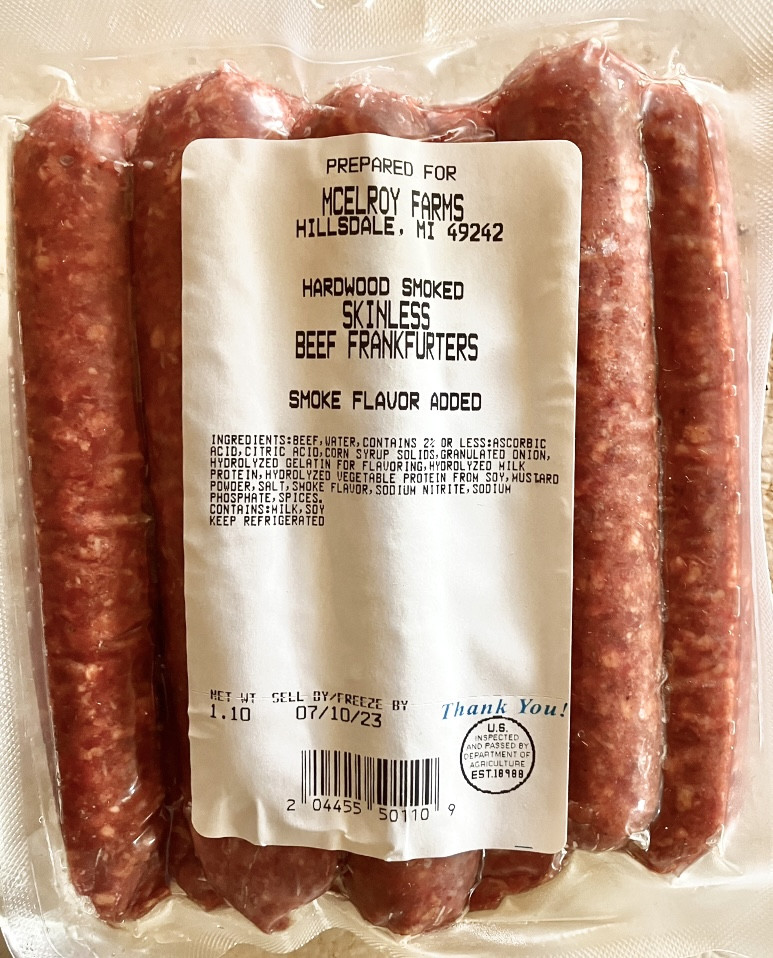 PREPARED FOR
MCELROY FARMS
HILLSDALE, MI 49242
HARDWOOD SMOKED
SKINLESS
BEEF FRANKFURTERS
SMOKE FLAVOR ADDED
INGREDIENTS:BEEF,WATER,CONTAINS 2% OR LESS:ASCORBIC
ACID,CITRIC ACID,CORN SYRUP SOLIDS,GRANULATED ONION,
HYDROLYZED GELATIN FOR FLAVORING,HYDROLYZED MILK
PROTEIN,HYDROLYZED VEGETABLE PROTEIN FROM SOY,MUSTARD
POWDER,SALT,SMOKE FLAVOR,SODIUM NITRITE,SODIUM
PHOSPHATE,SPICES.
CONTAINS:MILK,SOY
KEEP REFRIGERATED
NET WT SELL BY/FREEZE BY
1.10 07/10/23
Thank You!
U.S.
INSPECTED
AND PASSED BY
DEPARTMENT OF
AGRICULTURE
EST.18988
2 04455 50110 9